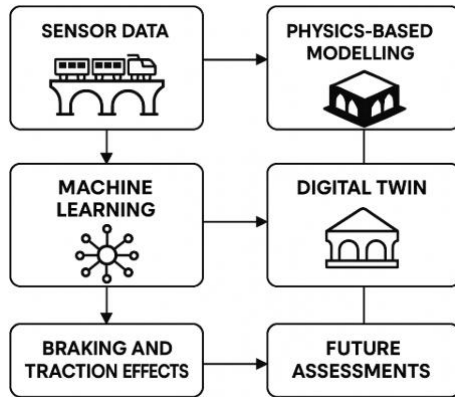 SENSOR DATA
PHYSICS-BASED
MODELLING
MACHINE
LEARNING
DIGITAL TWIN
BRAKING AND
TRACTION EFFECTS
FUTURE
ASSESSMENTS